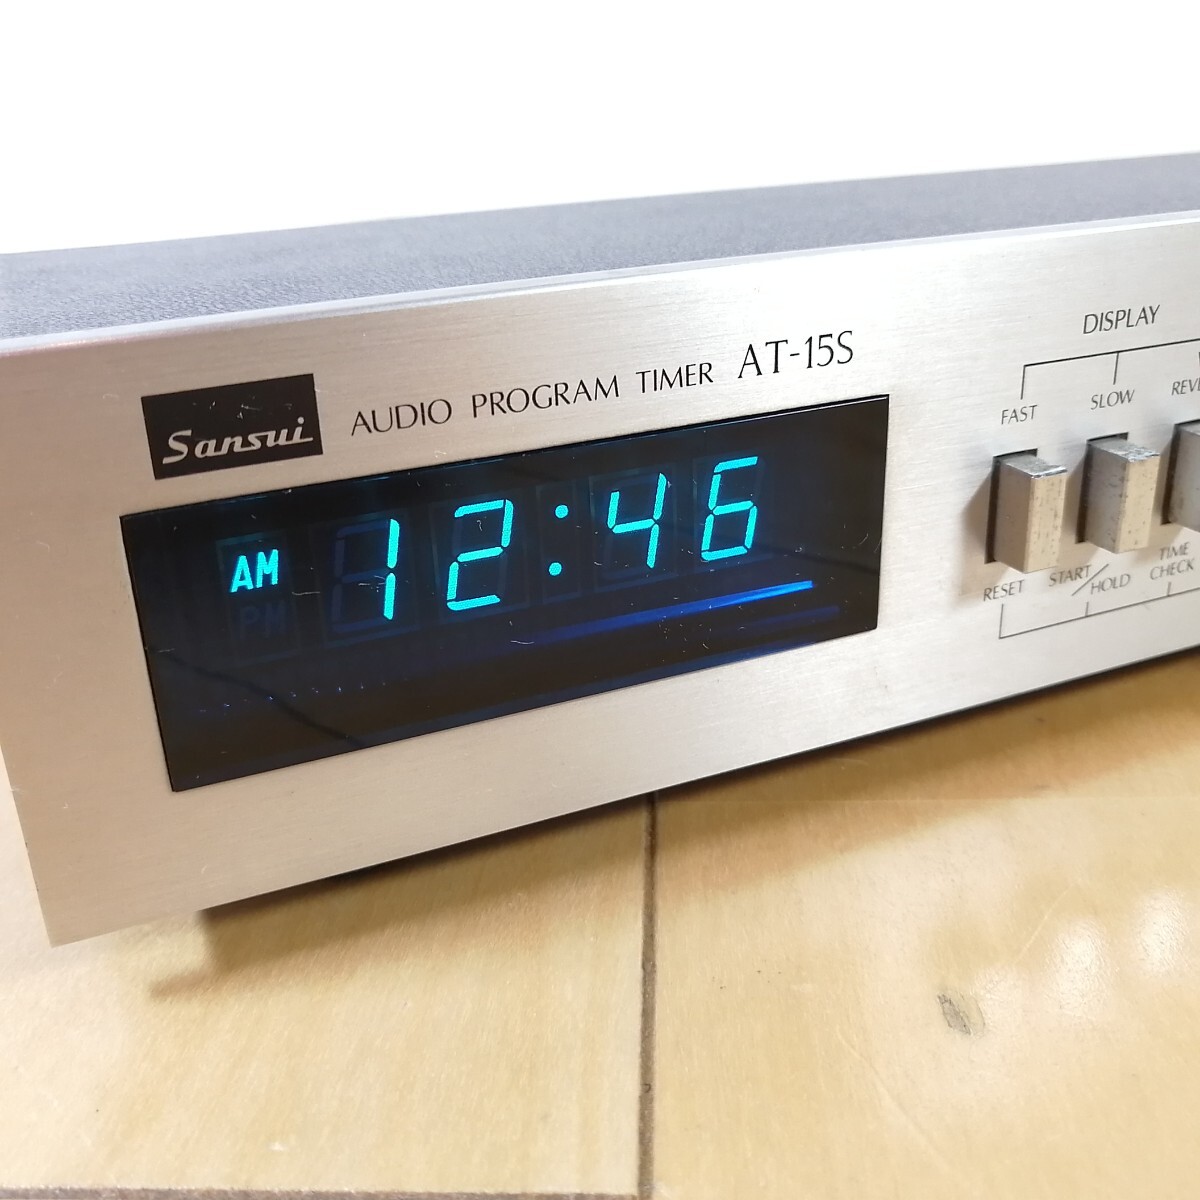 Sansui
AUDIO PROGRAM TIMER AT-15S
AM 12:46
PM
DISPLAY
FAST
SLOW
RESET
START/HOLD
TIME
CHECK